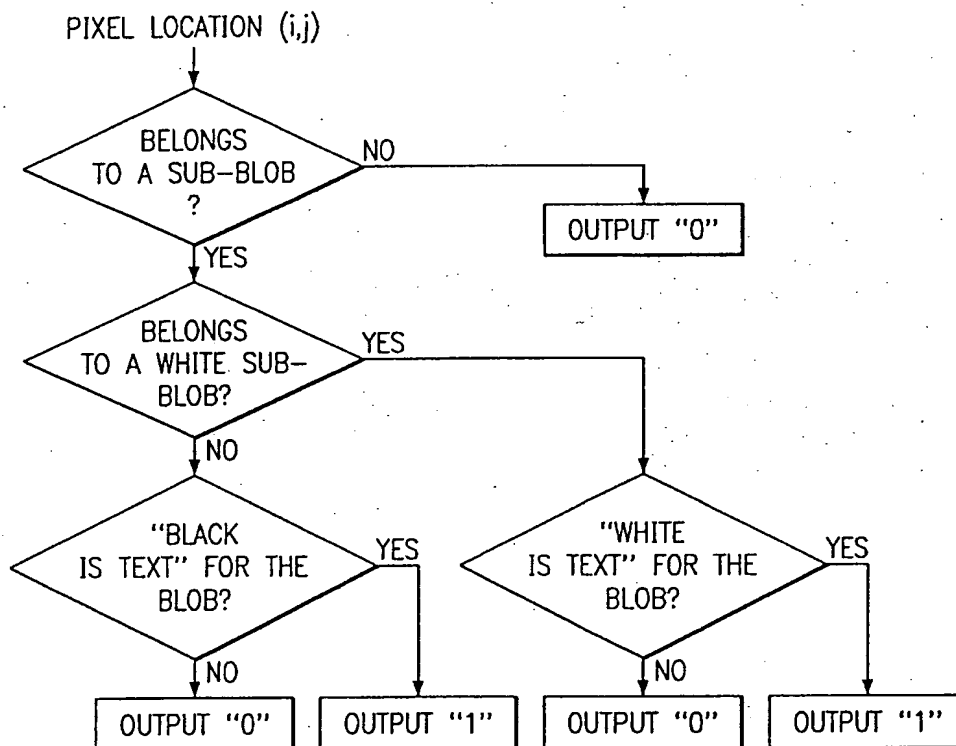 PIXEL LOCATION (i,j)
BELONGS
TO A SUB-BLOB
?
NO
OUTPUT "0"
YES
BELONGS
TO A WHITE SUB-
BLOB?
YES
NO
"BLACK
IS TEXT" FOR THE
BLOB?
YES
"WHITE
IS TEXT" FOR THE
BLOB?
YES
NO
NO
OUTPUT "0"
OUTPUT "1"
OUTPUT "0"
OUTPUT "1"